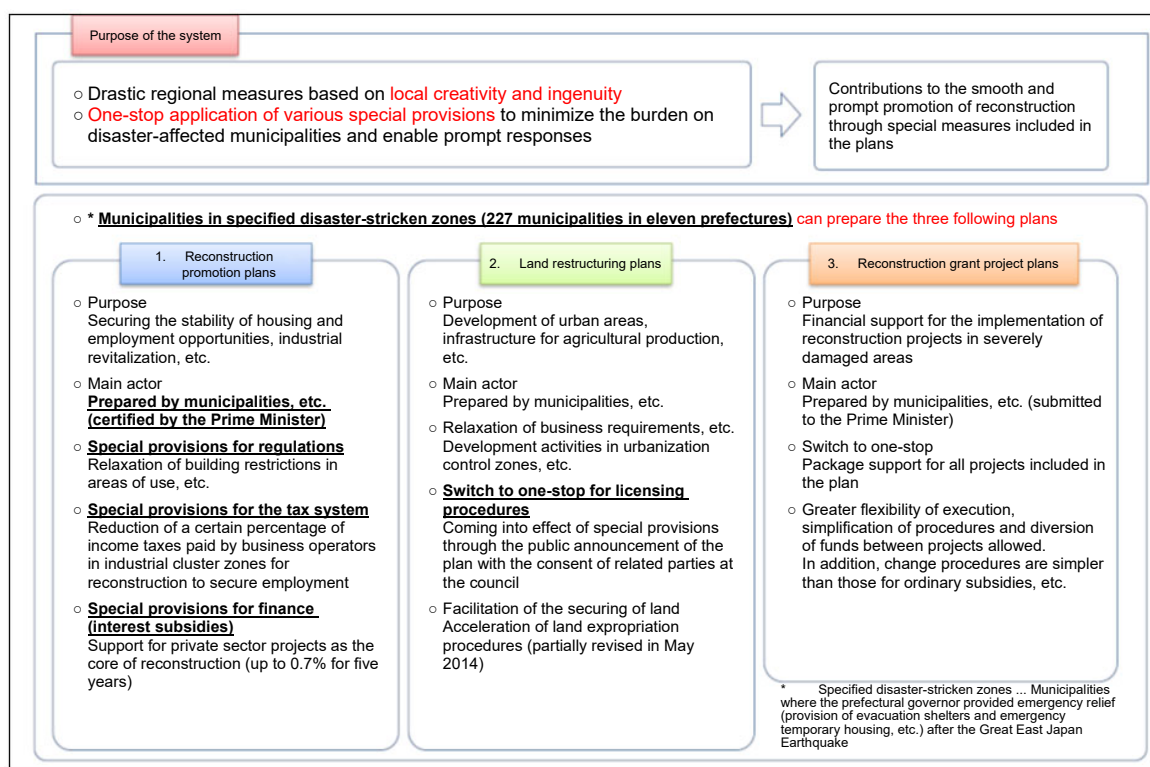 Purpose of the system
○ Drastic regional measures based on local creativity and ingenuity
○ One-stop application of various special provisions to minimize the burden on
disaster-affected municipalities and enable prompt responses
Contributions to the smooth and
prompt promotion of reconstruction
through special measures included in
the plans
○ * Municipalities in specified disaster-stricken zones (227 municipalities in eleven prefectures) can prepare the three following plans
1. Reconstruction
promotion plans
○ Purpose
Securing the stability of housing and
employment opportunities, industrial
revitalization, etc.
○ Main actor
Prepared by municipalities, etc.
(certified by the Prime Minister)
○ Special provisions for regulations
Relaxation of building restrictions in
areas of use, etc.
○ Special provisions for the tax system
Reduction of a certain percentage of
income taxes paid by business operators
in industrial cluster zones for
reconstruction to secure employment
○ Special provisions for finance
(interest subsidies)
Support for private sector projects as the
core of reconstruction (up to 0.7% for five
years)
2. Land restructuring plans
○ Purpose
Development of urban areas,
infrastructure for agricultural production,
etc.
○ Main actor
Prepared by municipalities, etc.
○ Relaxation of business requirements, etc.
Development activities in urbanization
control zones, etc.
○ Switch to one-stop for licensing
procedures
Coming into effect of special provisions
through the public announcement of the
plan with the consent of related parties at
the council
○ Facilitation of the securing of land
Acceleration of land expropriation
procedures (partially revised in May
2014)
3. Reconstruction grant project plans
○ Purpose
Financial support for the implementation of
reconstruction projects in severely
damaged areas
○ Main actor
Prepared by municipalities, etc. (submitted
to the Prime Minister)
○ Switch to one-stop
Package support for all projects included in
the plan
○ Greater flexibility of execution,
simplification of procedures and diversion
of funds between projects allowed.
In addition, change procedures are simpler
than those for ordinary subsidies, etc.
* Specified disaster-stricken zones ... Municipalities
where the prefectural governor provided emergency relief
(provision of evacuation shelters and emergency
temporary housing, etc.) after the Great East Japan
Earthquake